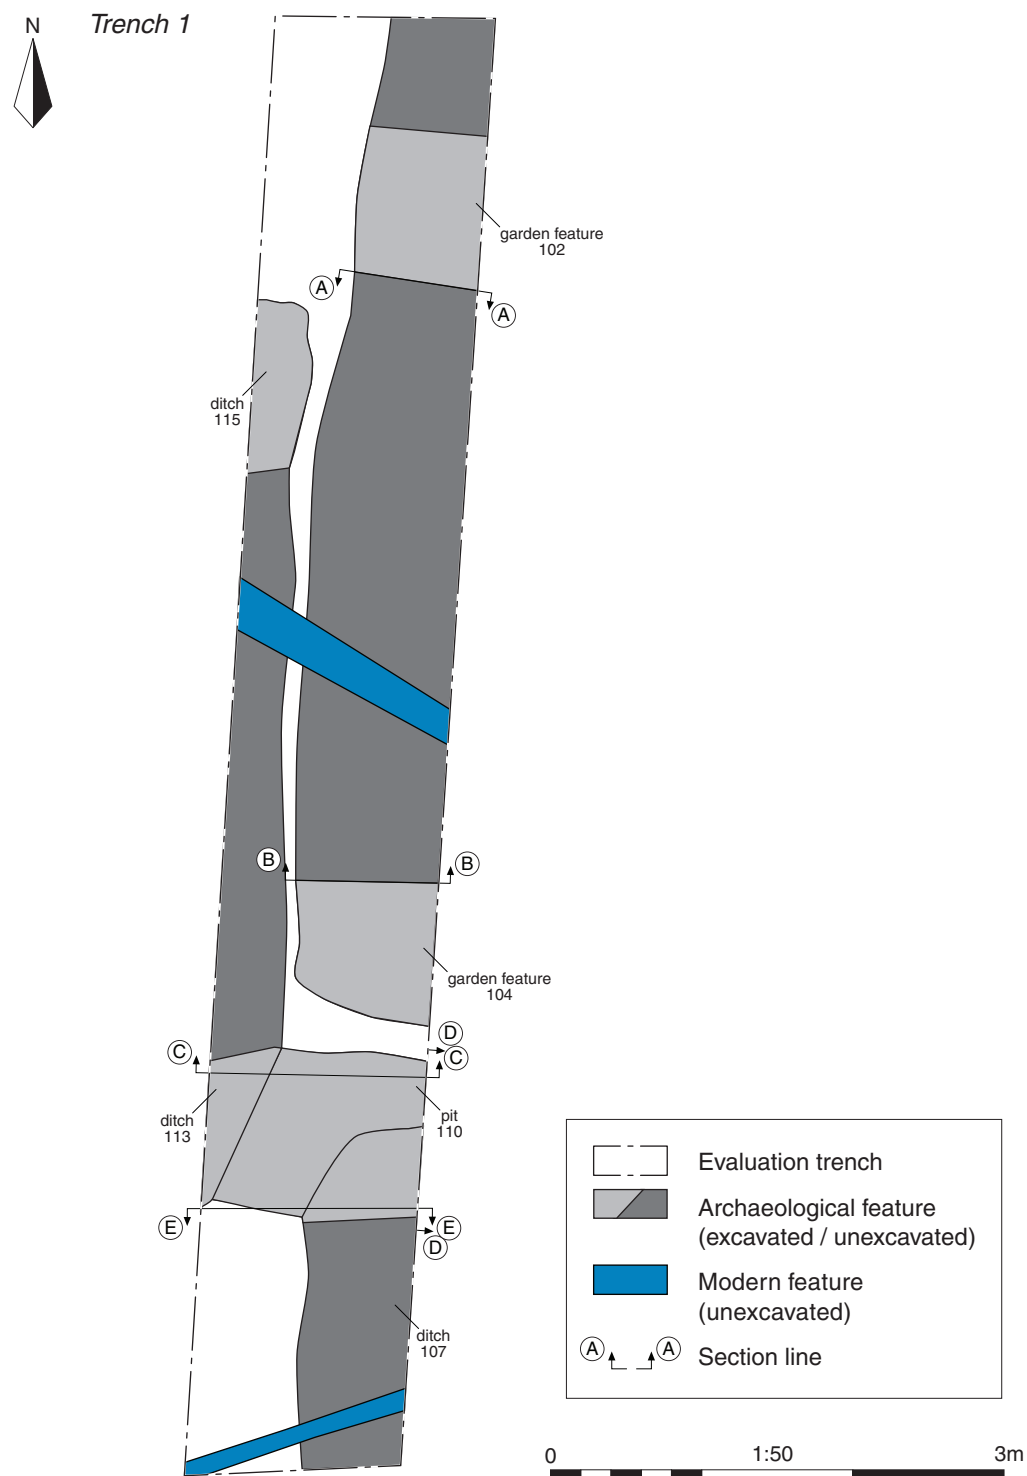 N
Trench 1
garden feature
102
A
A
ditch
115
B
B
garden feature
104
D
C
C
ditch
113
pit
110
E
E
D
ditch
107
Evaluation trench
Archaeological feature
(excavated / unexcavated)
Modern feature
(unexcavated)
A
A
Section line
0
1:50
3m